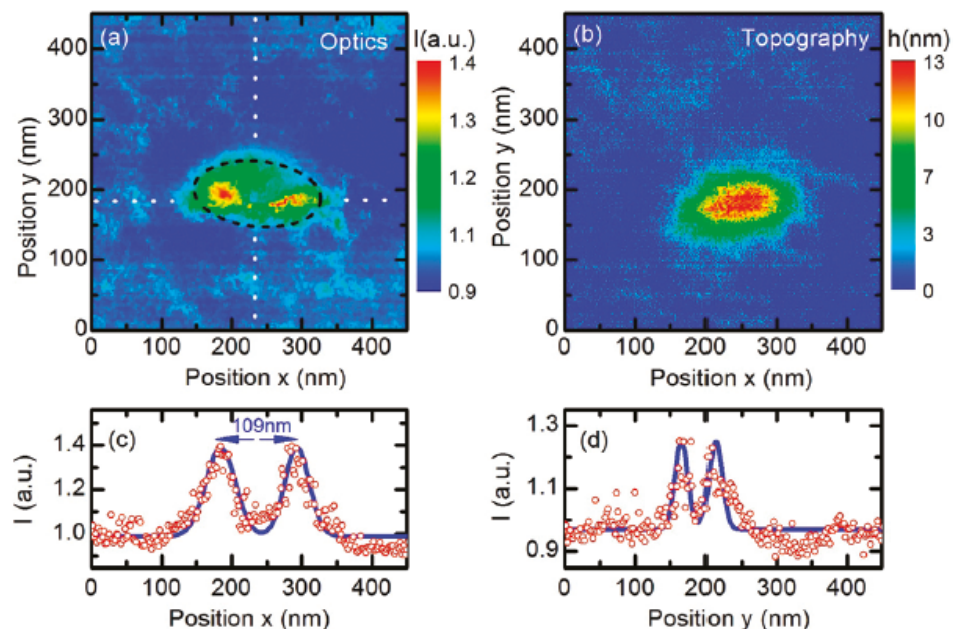 (a) Optics
I(a.u.)
1.4
1.3
1.2
1.1
0.9
Position y (nm)
400
300
200
100
0
0 100 200 300 400
Position x (nm)
(b) Topography
h(nm)
13
10
7
3
0
Position y (nm)
400
300
200
100
0
0 100 200 300 400
Position x (nm)
(c)
109nm
I (a.u.)
1.4
1.2
1.0
0 100 200 300 400
Position x (nm)
(d)
I (a.u.)
1.3
1.1
0.9
0 100 200 300 400
Position y (nm)